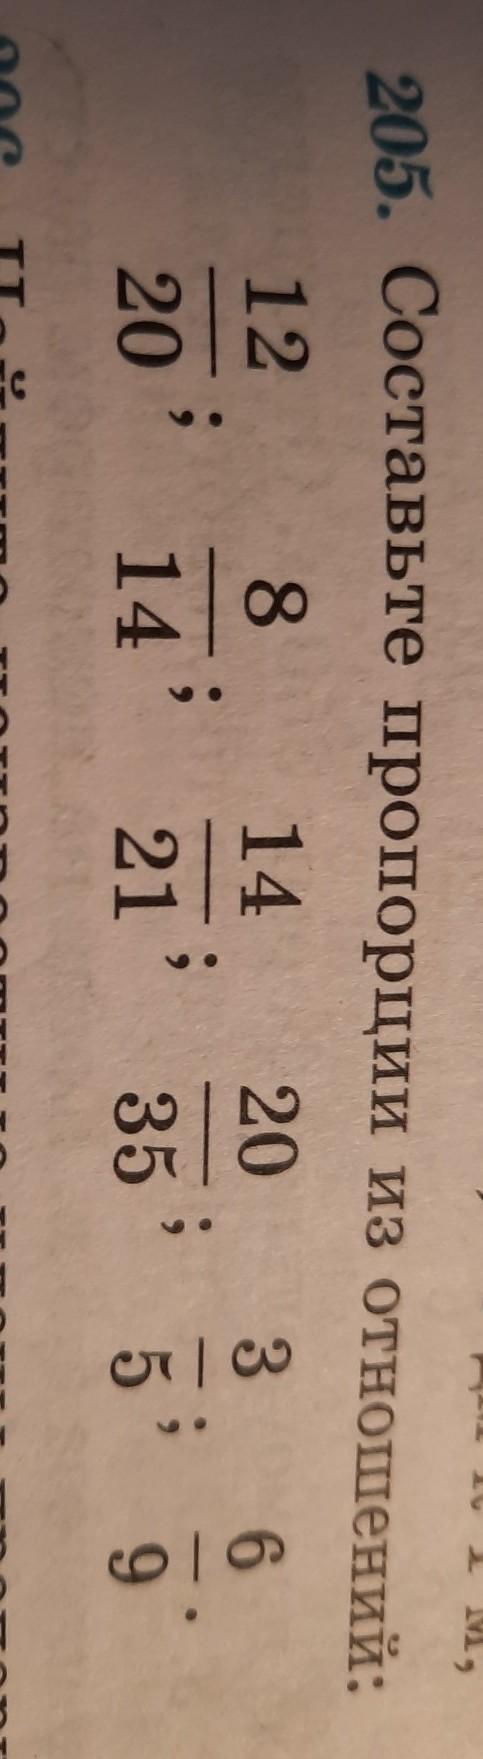 205. Составьте пропорции из отношений:
12/20; 8/14; 14/21; 20/35; 3/5; 6/9.